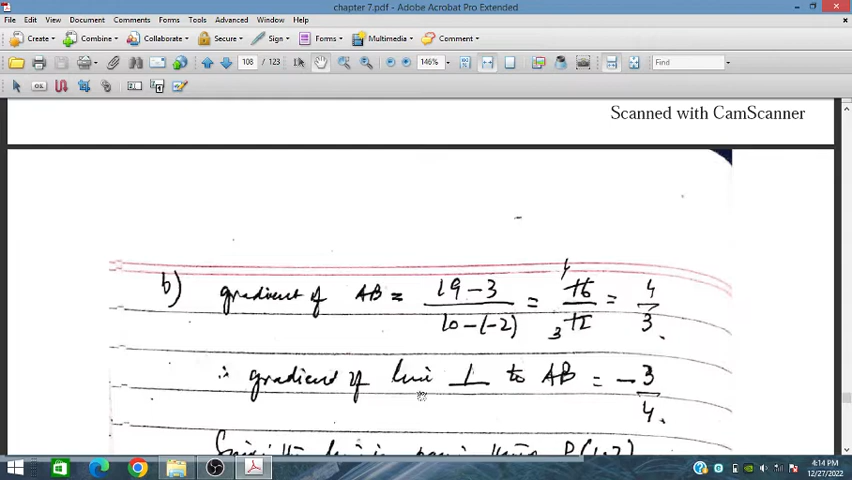 chapter 7.pdf - Adobe Acrobat Pro Extended
File Edit View Document Comments Forms Tools Advanced Window Help
Create Combine Collaborate Secure Sign Forms Multimedia Comment
108 / 123 146% Find
Scanned with CamScanner
b) gradient of AB = 19 - 3 / 10 - (-2) = 16 / 12 = 4 / 3.
∴ gradient of line ⊥ to AB = - 3 / 4.
4:14 PM
12/27/2022